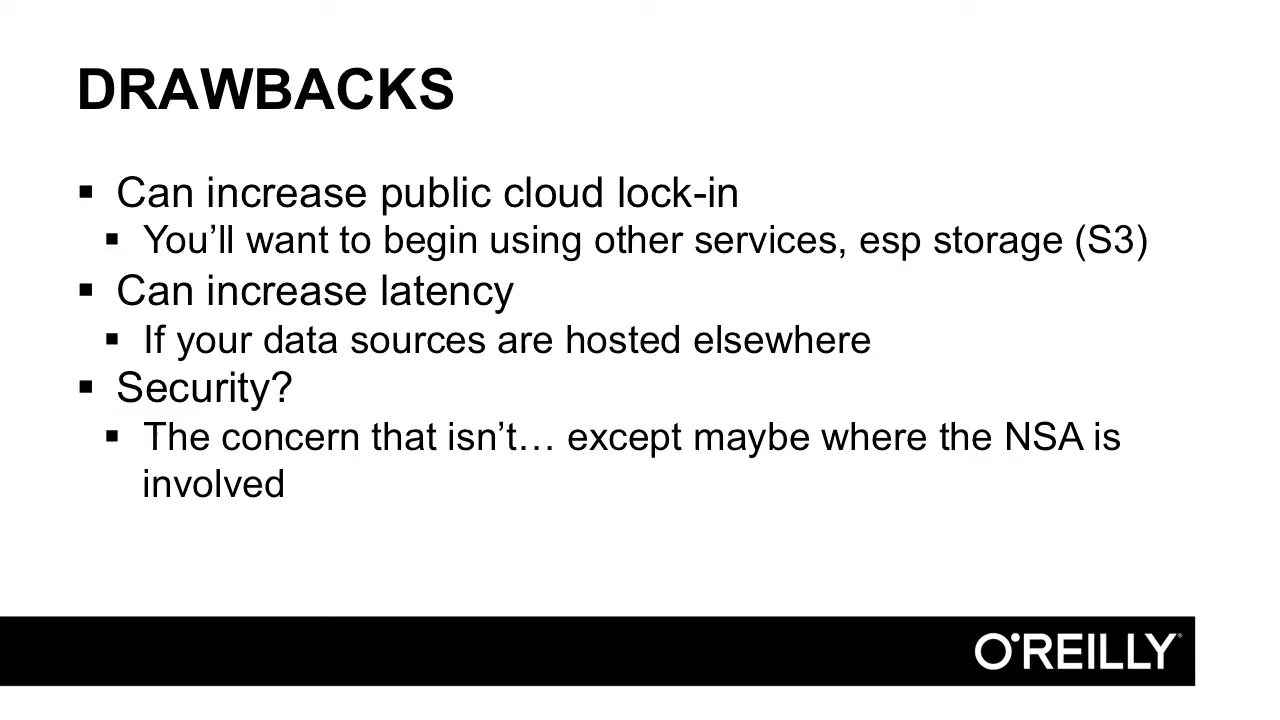 DRAWBACKS
▪ Can increase public cloud lock-in
▪ You’ll want to begin using other services, esp storage (S3)
▪ Can increase latency
▪ If your data sources are hosted elsewhere
▪ Security?
▪ The concern that isn’t… except maybe where the NSA is
involved
O'REILLY®